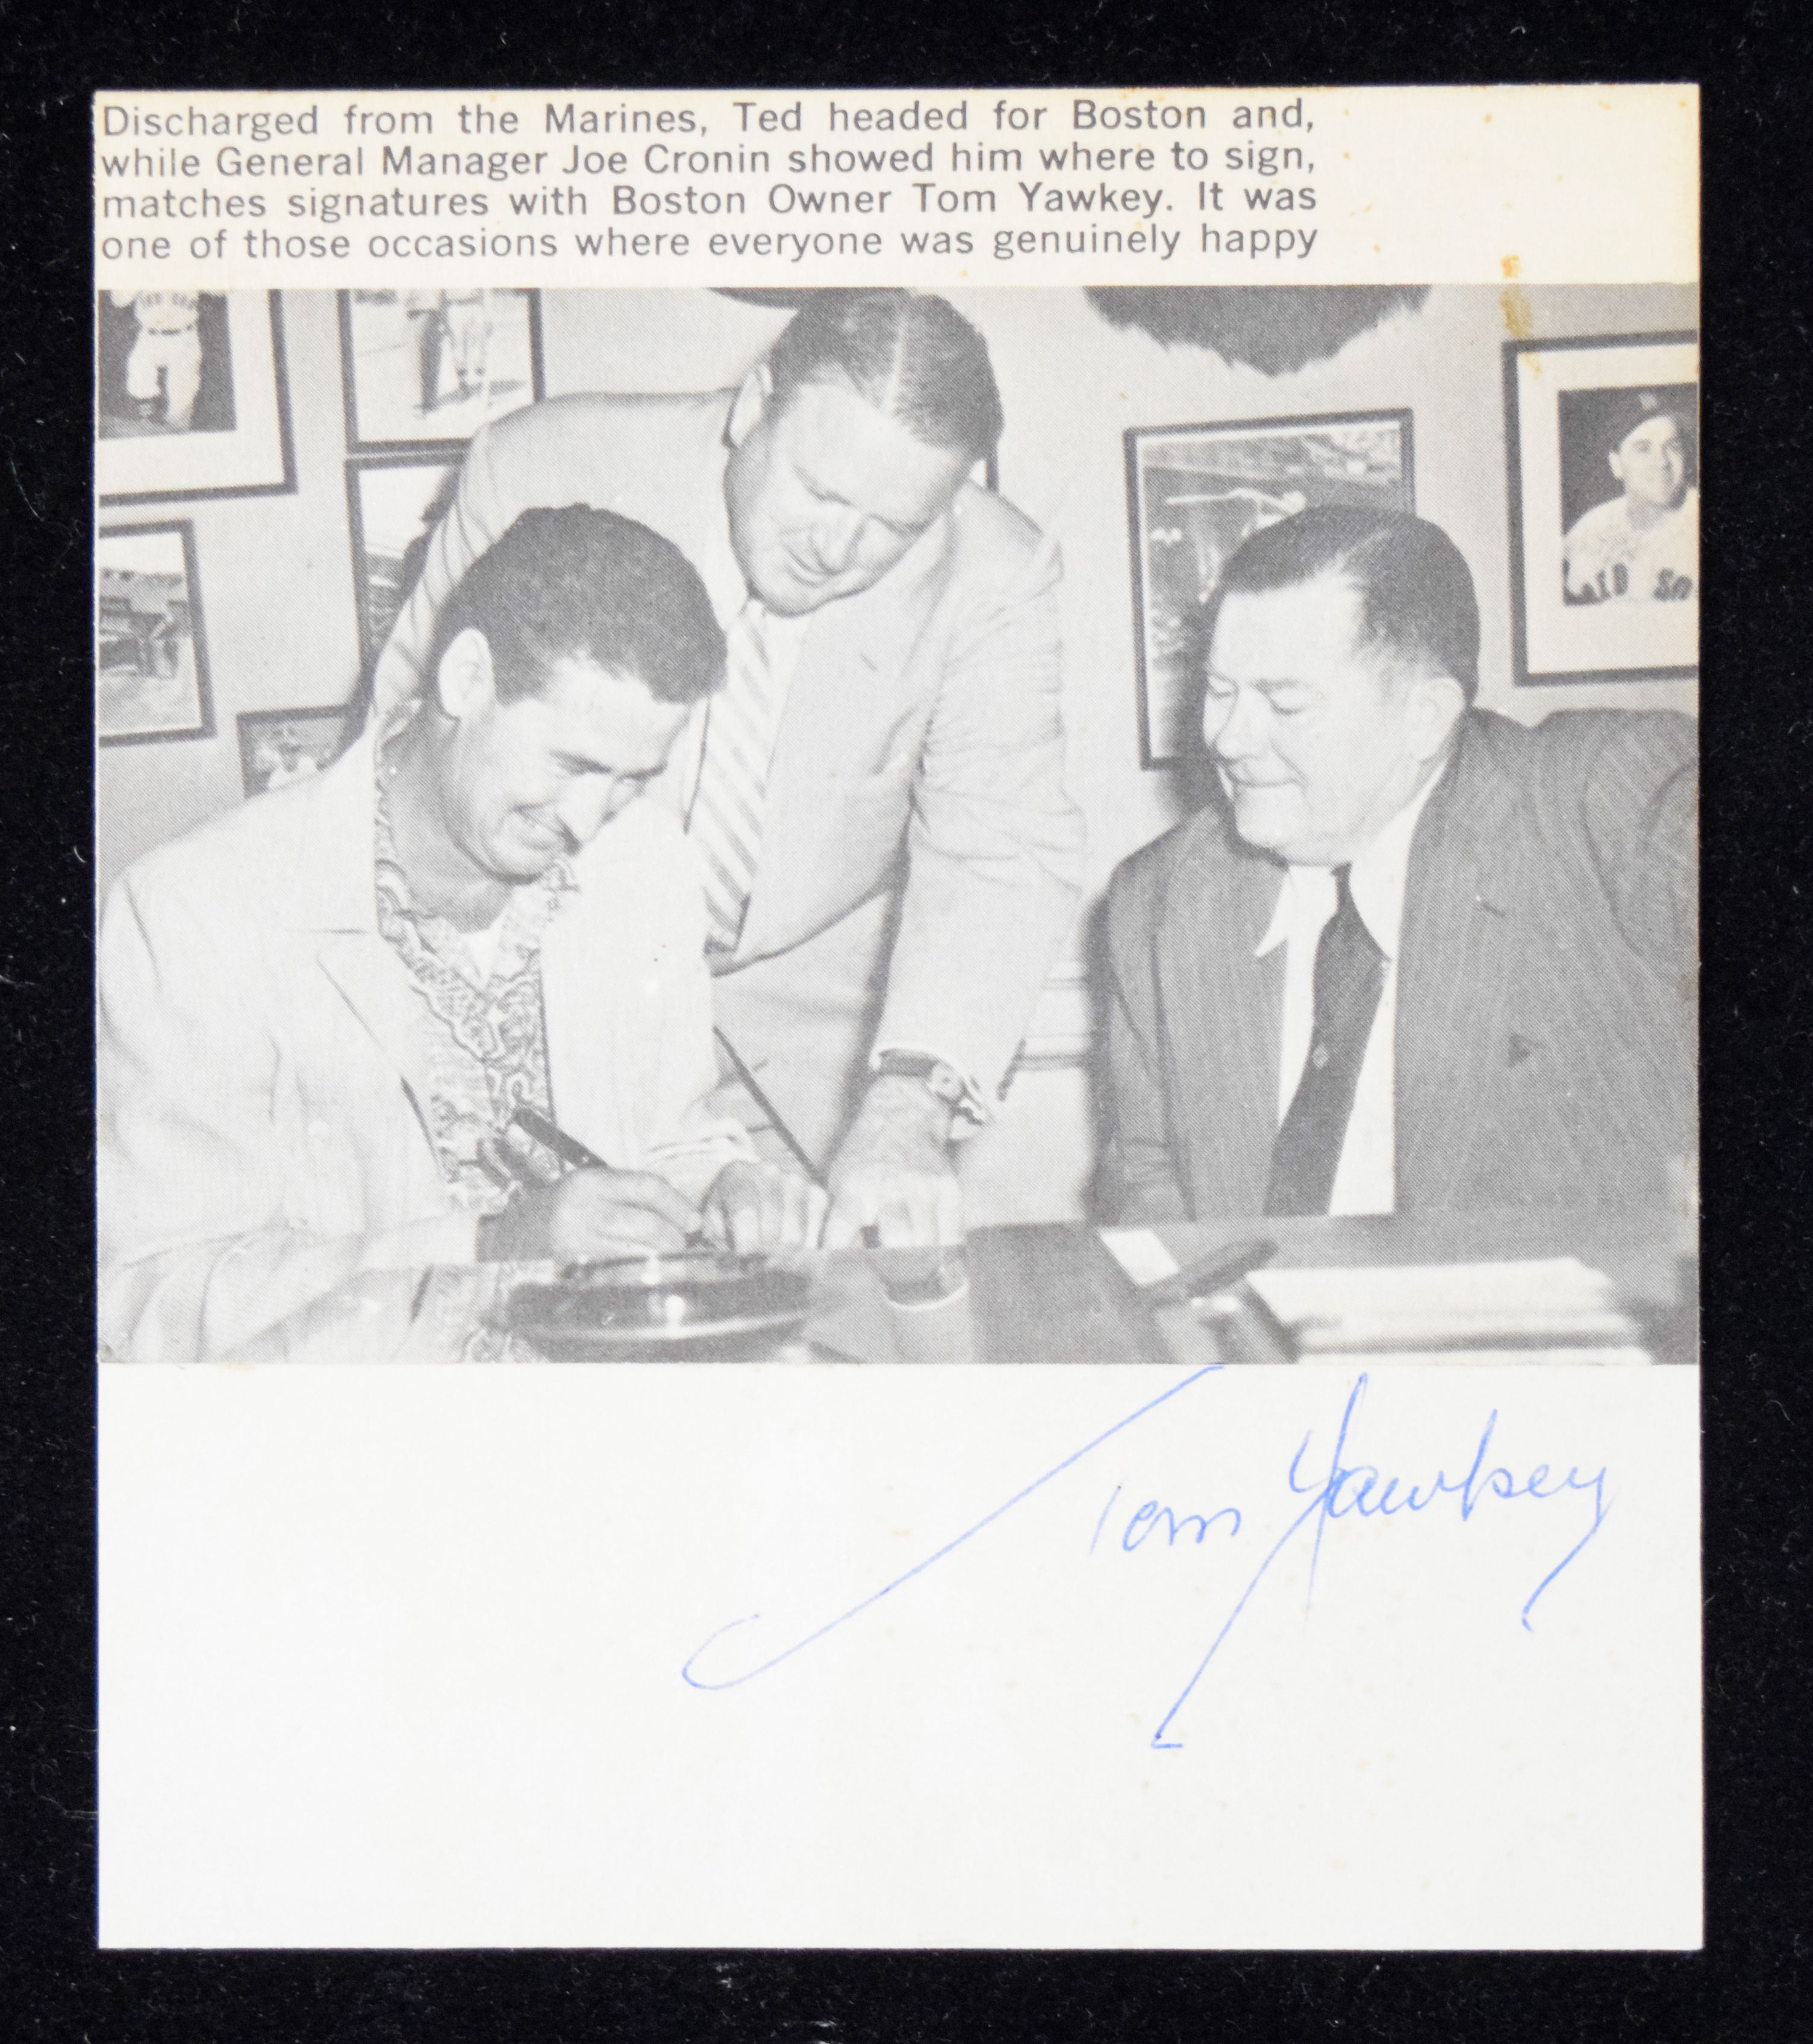 Discharged from the Marines, Ted headed for Boston and,
while General Manager Joe Cronin showed him where to sign,
matches signatures with Boston Owner Tom Yawkey. It was
one of those occasions where everyone was genuinely happy
RED SO
Tom Yawkey